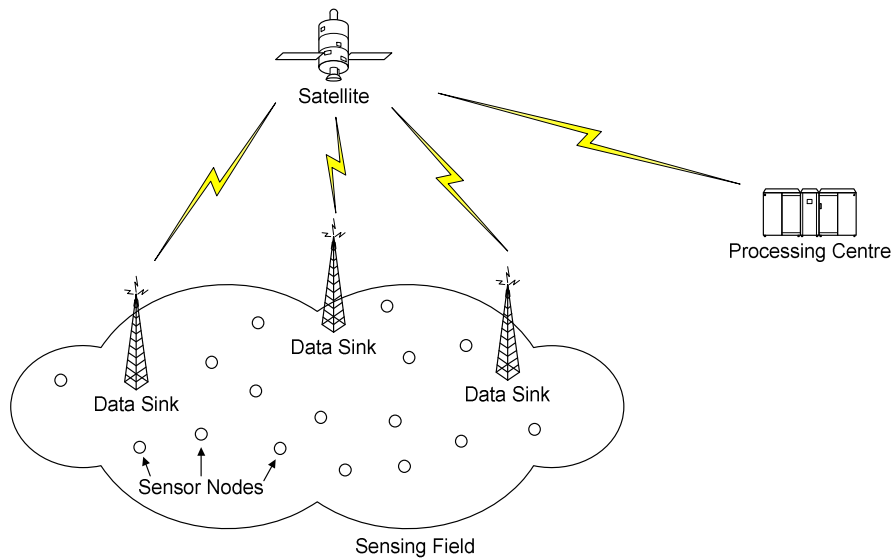 Satellite
Processing Centre
Data Sink
Data Sink
Data Sink
Sensor Nodes
Sensing Field